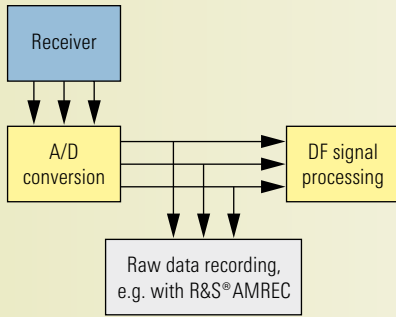 Receiver
A/D
conversion
DF signal
processing
Raw data recording,
e.g. with R&S® AMREC